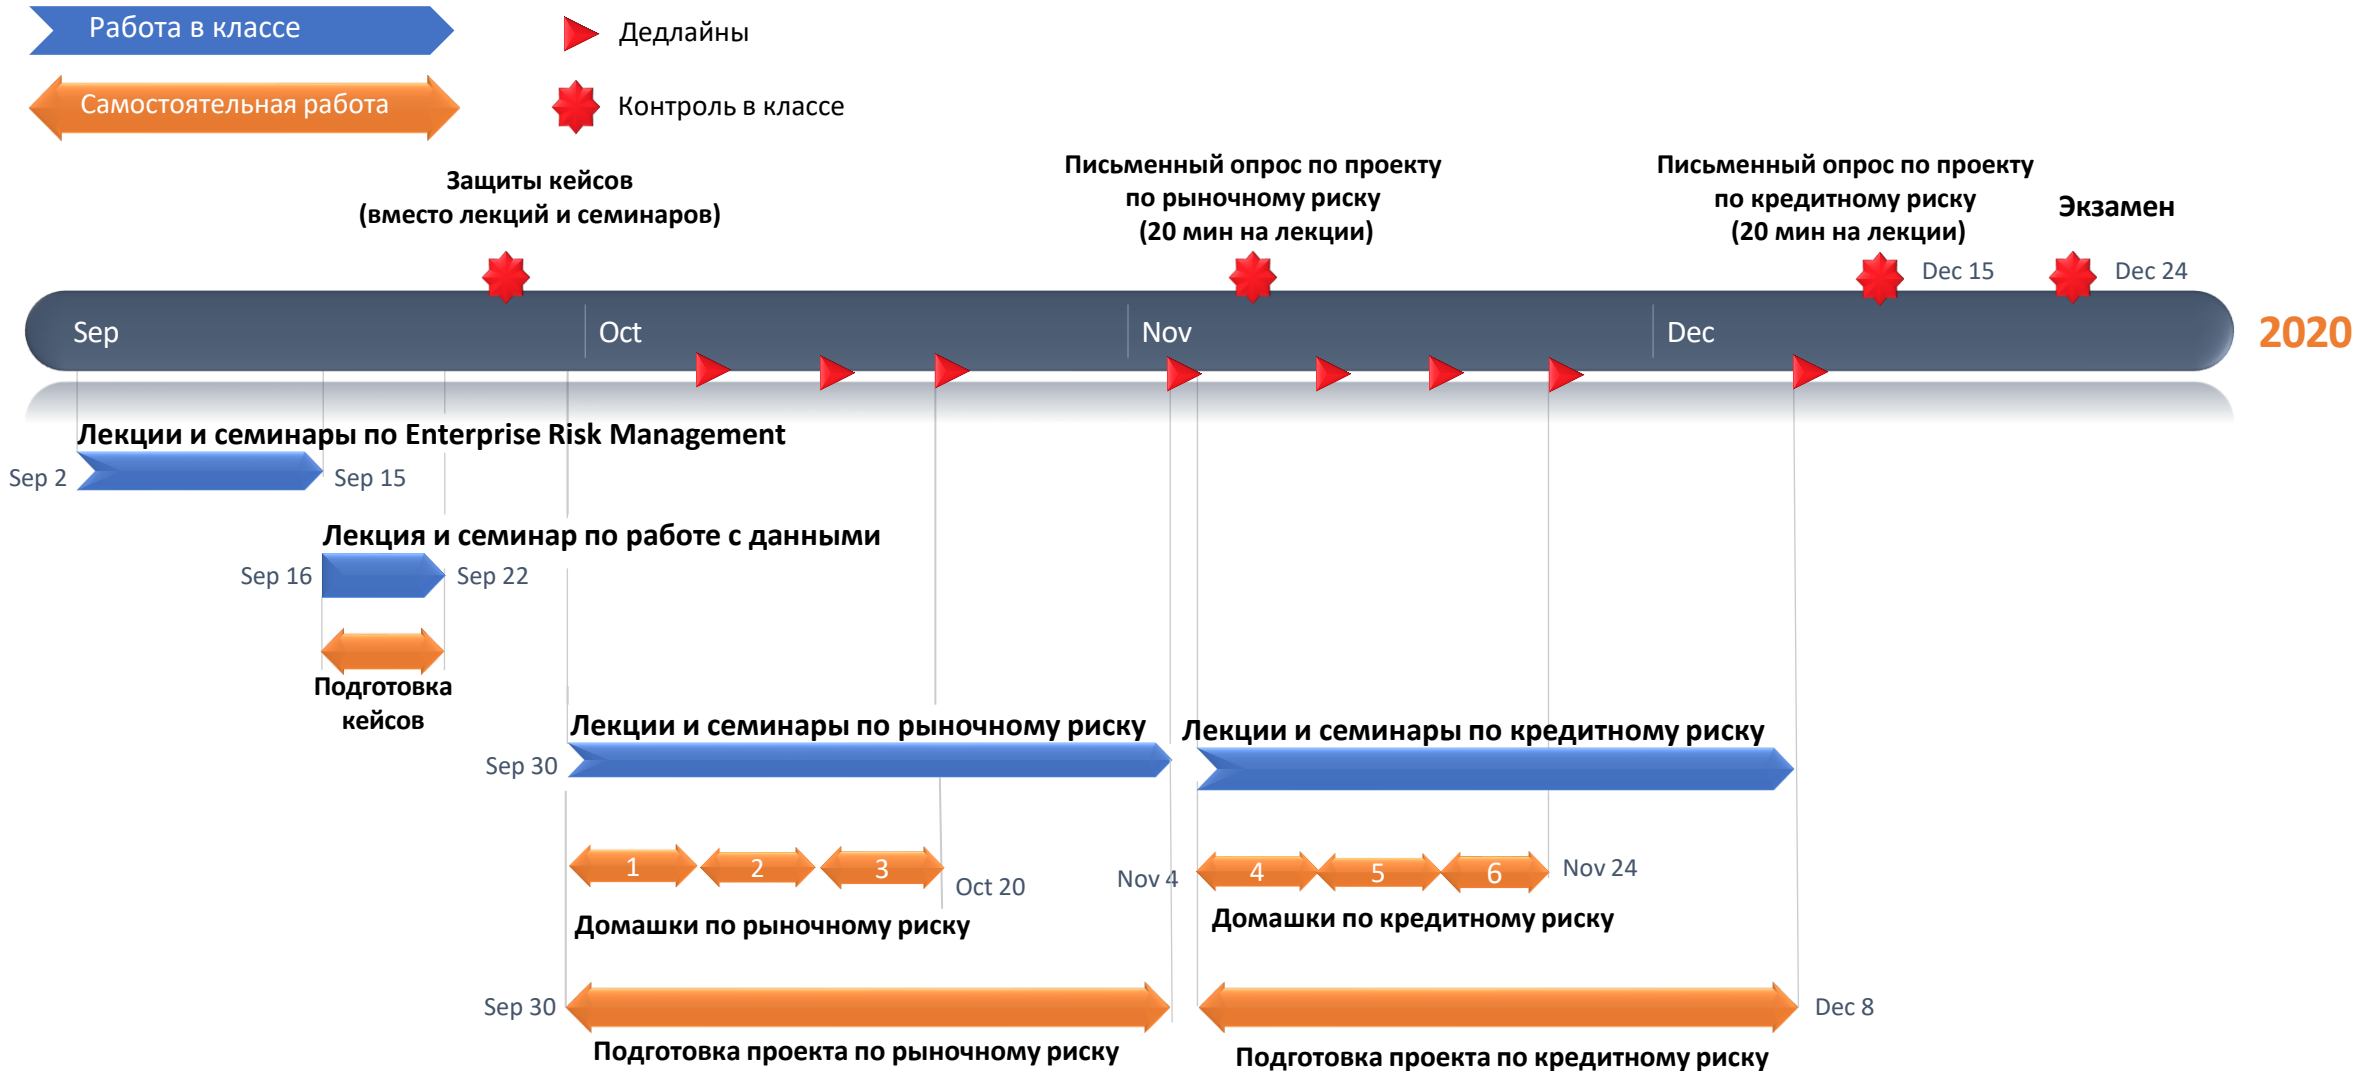 Работа в классе
Дедлайны
Самостоятельная работа
Контроль в классе
Защиты кейсов
(вместо лекций и семинаров)
Письменный опрос по проекту
по рыночному риску
(20 мин на лекции)
Письменный опрос по проекту
по кредитному риску
(20 мин на лекции)
Экзамен
Dec 15
Dec 24
Sep
Oct
Nov
Dec
2020
Лекции и семинары по Enterprise Risk Management
Sep 2
Sep 15
Лекция и семинар по работе с данными
Sep 16
Sep 22
Подготовка
кейсов
Лекции и семинары по рыночному риску
Лекции и семинары по кредитному риску
Sep 30
1
2
3
Oct 20
Nov 4
4
5
6
Nov 24
Домашки по рыночному риску
Домашки по кредитному риску
Sep 30
Dec 8
Подготовка проекта по рыночному риску
Подготовка проекта по кредитному риску